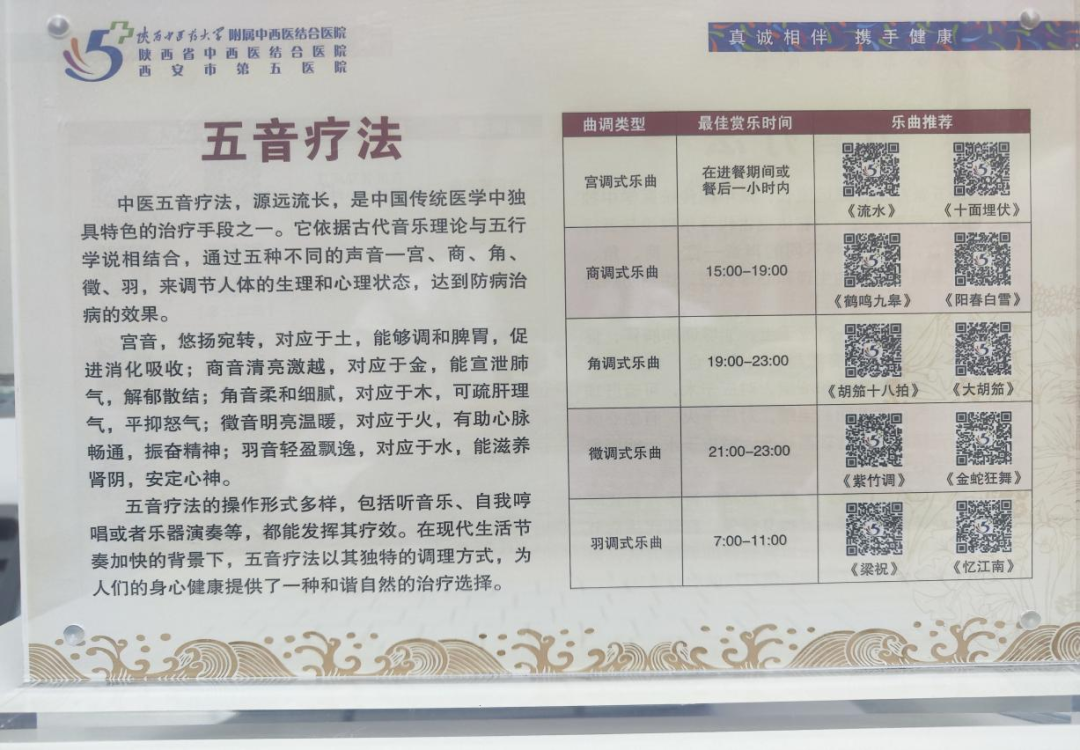 陕西中医药大学附属中西医结合医院
陕西省中西医结合医院
西安市第五医院
真诚相伴 携手健康
五音疗法
中医五音疗法，源远流长，是中国传统医学中独
具特色的治疗手段之一。它依据古代音乐理论与五行
学说相结合，通过五种不同的声音—宫、商、角、
徵、羽，来调节人体的生理和心理状态，达到防病治
病的效果。
宫音，悠扬宛转，对应于土，能够调和脾胃，促
进消化吸收；商音清亮激越，对应于金，能宣泄肺
气，解郁散结；角音柔和细腻，对应于木，可疏肝理
气，平抑怒气；徵音明亮温暖，对应于火，有助心脉
畅通，振奋精神；羽音轻盈飘逸，对应于水，能滋养
肾阴，安定心神。
五音疗法的操作形式多样，包括听音乐、自我哼
唱或者乐器演奏等，都能发挥其疗效。在现代生活节
奏加快的背景下，五音疗法以其独特的调理方式，为
人们的身心健康提供了一种和谐自然的治疗选择。
曲调类型 最佳赏乐时间 乐曲推荐
宫调式乐曲 在进餐期间或
餐后一小时内
《流水》 《十面埋伏》
商调式乐曲 15:00-19:00
《鹤鸣九皋》 《阳春白雪》
角调式乐曲 19:00-23:00
《胡笳十八拍》 《大胡笳》
徵调式乐曲 21:00-23:00
《紫竹调》 《金蛇狂舞》
羽调式乐曲 7:00-11:00
《梁祝》 《忆江南》